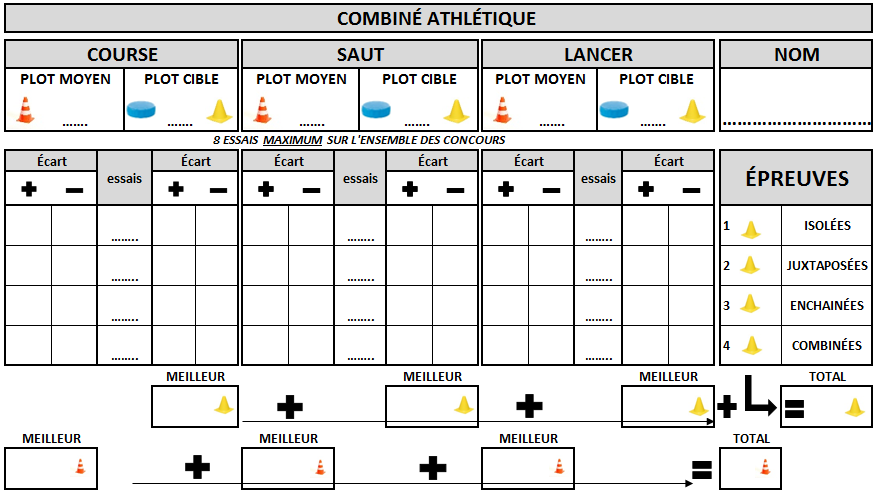 COMBINÉ ATHLÉTIQUE
COURSE SAUT LANCER NOM
PLOT MOYEN PLOT CIBLE PLOT MOYEN PLOT CIBLE PLOT MOYEN PLOT CIBLE
....... ....... ....... ....... ....... ....... ..............................
8 ESSAIS MAXIMUM SUR L'ENSEMBLE DES CONCOURS
Écart essais Écart Écart essais Écart Écart essais Écart ÉPREUVES
+ − + − + − + − + − + −
........ ........ ........ 1 ISOLÉES
........ ........ ........ 2 JUXTAPOSÉES
........ ........ ........ 3 ENCHAINÉES
........ ........ ........ 4 COMBINÉES
MEILLEUR MEILLEUR MEILLEUR TOTAL
+ + + =
MEILLEUR MEILLEUR MEILLEUR TOTAL
+ + =